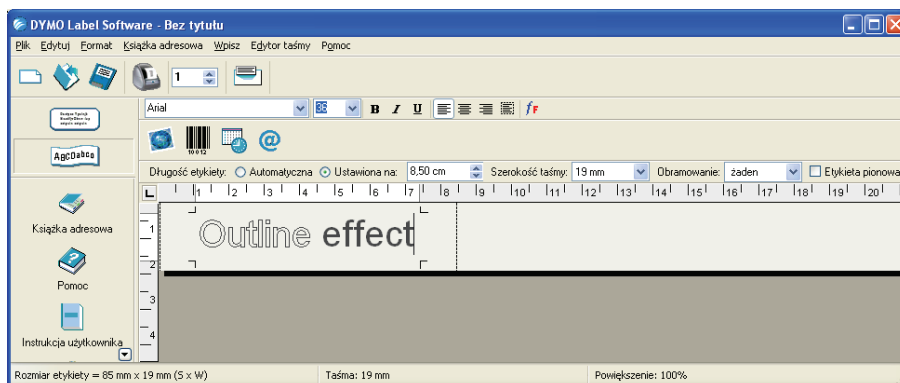 DYMO Label Software - Bez tytułu
Plik Edytuj Format Książka adresowa Wpisz Edytor taśmy Pomoc
1
Arial 36 B I U
10 0 12 @
ABCDabcD
Długość etykiety: Automatyczna Ustawiona na: 8,50 cm Szerokość taśmy: 19 mm Obramowanie: żaden Etykieta pionowa
L 1 2 3 4 5 6 7 8 9 10 11 12 13 14 15 16 17 18 19 20
Książka adresowa
1
Outline effect
2
Pomoc
3
Instrukcja użytkownika
4
Rozmiar etykiety = 85 mm x 19 mm (S x W) Taśma: 19 mm Powiększenie: 100%